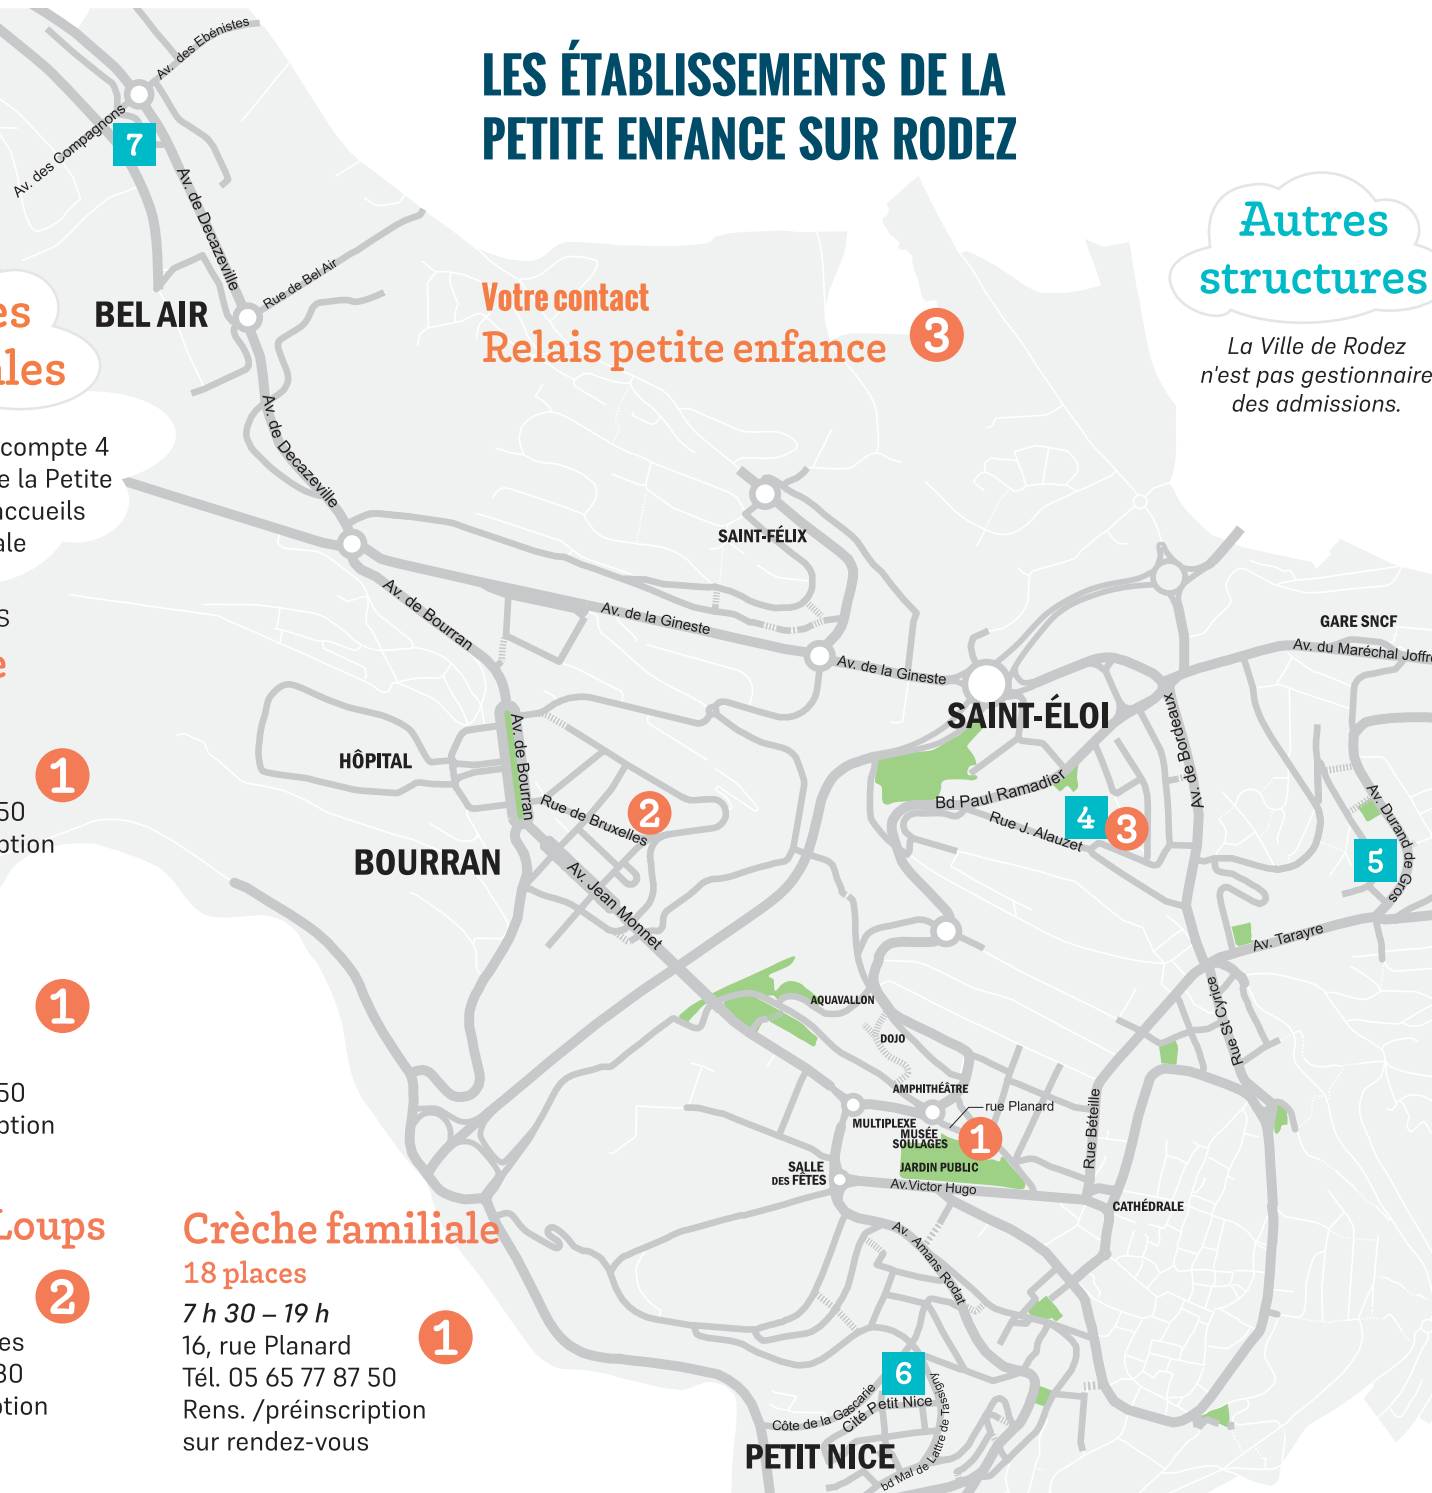 LES ÉTABLISSEMENTS DE LA
PETITE ENFANCE SUR RODEZ
Av. des Ebénistes
Av. des Compagnons
7
Av. de Decazeville
Rue de Bel Air
BEL AIR
Votre contact
Relais petite enfance
3
Autres
structures
La Ville de Rodez
n'est pas gestionnaire
des admissions.
es
ales
compte 4
e la Petite
accueils
ale
S
e
1
50
ption
1
50
ption
Loups
2
es
30
ption
Crèche familiale
18 places
7 h 30 – 19 h
16, rue Planard
Tél. 05 65 77 87 50
Rens. /préinscription
sur rendez-vous
1
Av. de Decazeville
SAINT-FÉLIX
Av. de Bourran
Av. de la Gineste
Av. de la Gineste
GARE SNCF
Av. du Maréchal Joffre
SAINT-ÉLOI
Av. de Bordeaux
HÔPITAL
Av. de Bourran
Rue de Bruxelles
2
Bd Paul Ramadier
Rue J. Alauzet
4
3
Av. Durand de Gros
5
BOURRAN
Av. Jean Monnet
Av. Tarayre
Rue St Cyrice
AQUAVALLON
DOJO
AMPHITHÉÂTRE
rue Planard
MULTIPLEXE
MUSÉE
SOULAGES
1
JARDIN PUBLIC
Rue Béteille
SALLE
DES FÊTES
Av.Victor Hugo
CATHÉDRALE
Av. Amans Rodat
6
Côte de la Gascarie
Cité Petit Nice
bd Mal de Lattre de Tassigny
PETIT NICE